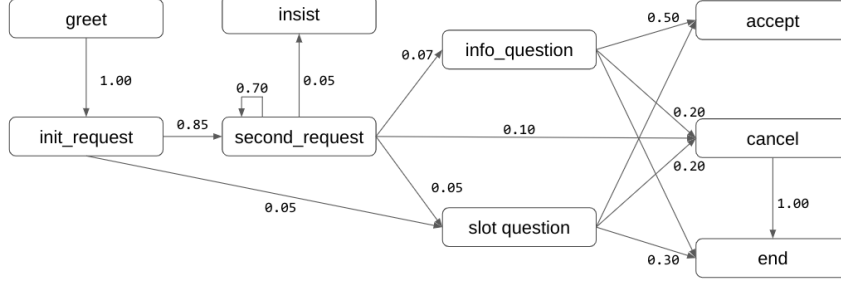 greet
insist
info_question
0.50
accept
1.00
0.70
0.05
0.07
init_request
0.85
second_request
0.10
0.20
cancel
0.05
0.05
slot question
0.20
1.00
0.30
end